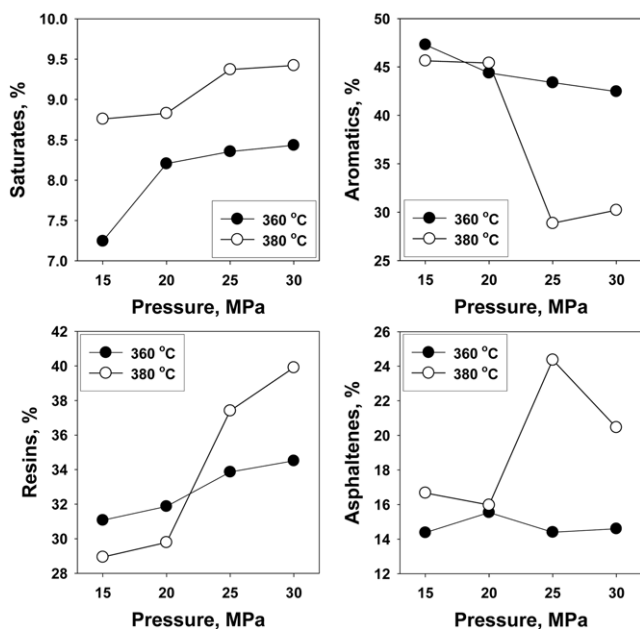 Saturates, %
10.0
9.5
9.0
8.5
8.0
7.5
7.0
360 °C
380 °C
15 20 25 30
Pressure, MPa
Aromatics, %
50
45
40
35
30
25
360 °C
380 °C
15 20 25 30
Pressure, MPa
Resins, %
42
40
38
36
34
32
30
28
360 °C
380 °C
15 20 25 30
Pressure, MPa
Asphaltenes, %
26
24
22
20
18
16
14
12
360 °C
380 °C
15 20 25 30
Pressure, MPa